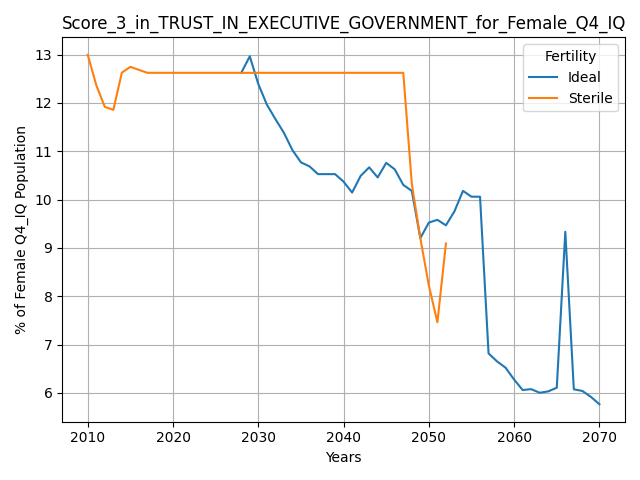 Score_3_in_TRUST_IN_EXECUTIVE_GOVERNMENT_for_Female_Q4_IQ
Fertility
Ideal
Sterile
% of Female Q4_IQ Population
13
12
11
10
9
8
7
6
2010 2020 2030 2040 2050 2060 2070
Years